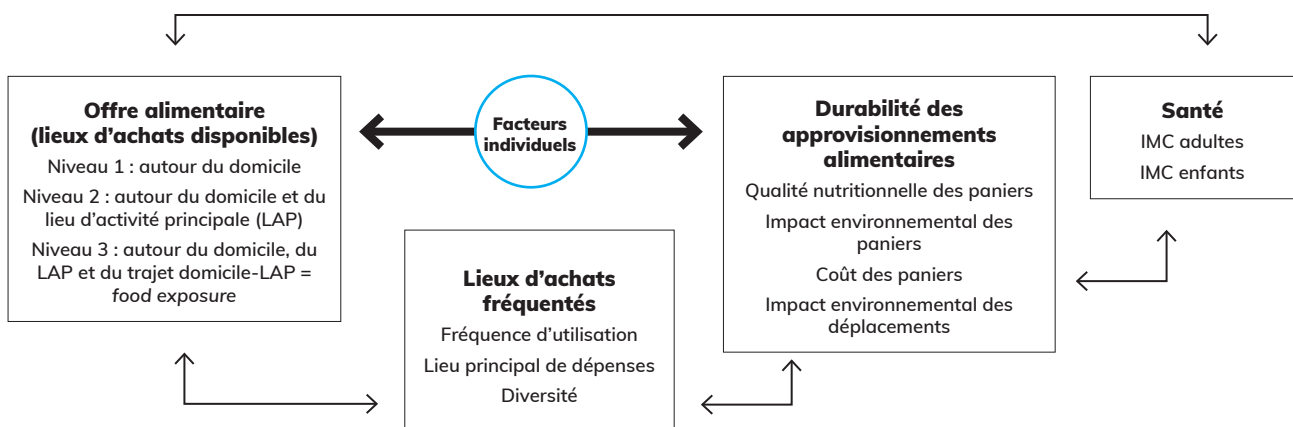 Offre alimentaire
(lieux d'achats disponibles)
Niveau 1 : autour du domicile
Niveau 2 : autour du domicile et du
lieu d'activité principale (LAP)
Niveau 3 : autour du domicile, du
LAP et du trajet domicile-LAP =
food exposure
Facteurs
individuels
Lieux d'achats
fréquentés
Fréquence d'utilisation
Lieu principal de dépenses
Diversité
Durabilité des
approvisionnements
alimentaires
Qualité nutritionnelle des paniers
Impact environnemental des
paniers
Coût des paniers
Impact environnemental des
déplacements
Santé
IMC adultes
IMC enfants